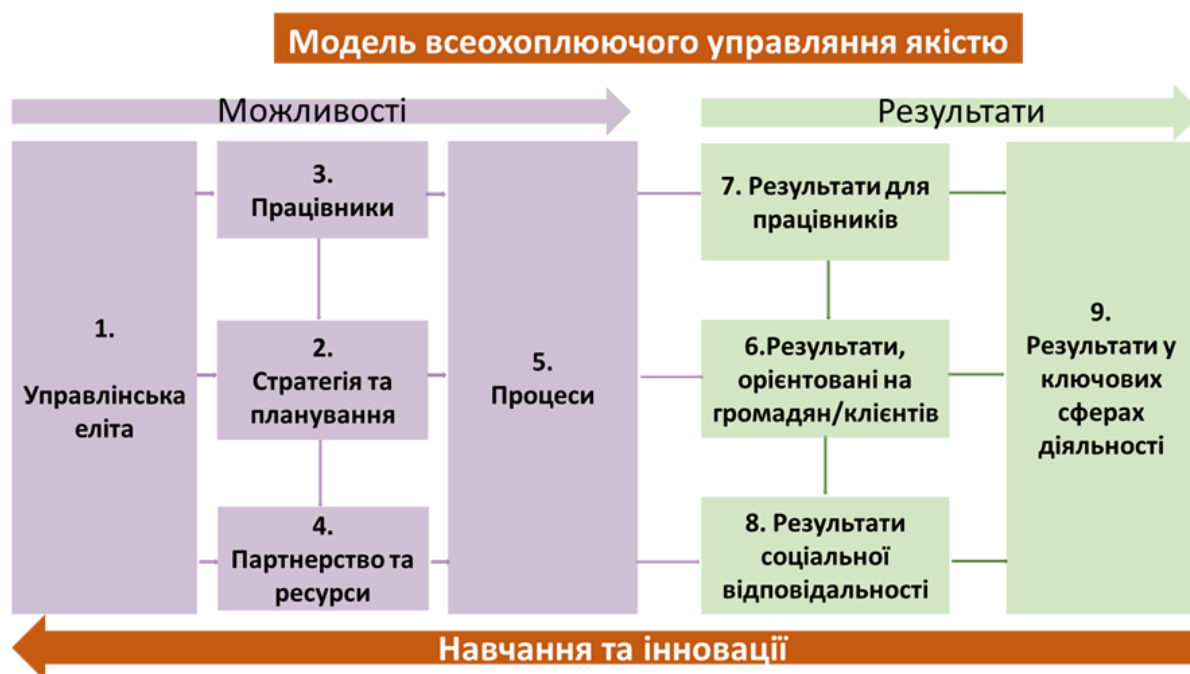 Модель всеохоплюючого управляння якістю
Можливості
Результати
1.
Управлінська
еліта
3.
Працівники
2.
Стратегія та
планування
4.
Партнерство та
ресурси
5.
Процеси
7. Результати для
працівників
6.Результати,
орієнтовані на
громадян/клієнтів
8. Результати
соціальної
відповідальності
9.
Результати у
ключових
сферах
діяльності
Навчання та інновації